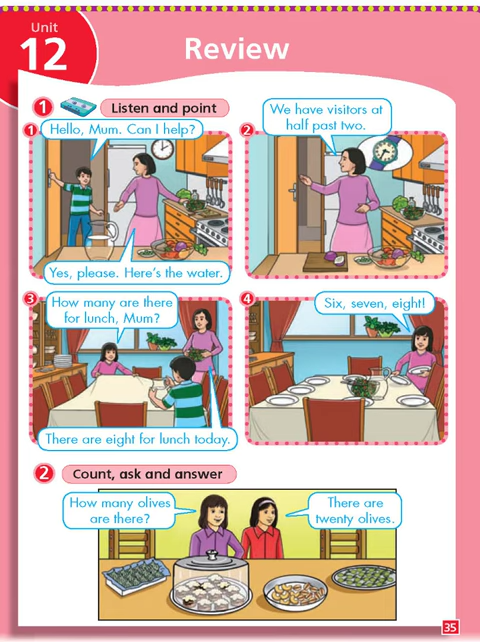 Unit
12
Review
1 Listen and point
1
Hello, Mum. Can I help?
Yes, please. Here's the water.
2
We have visitors at
half past two.
3
How many are there
for lunch, Mum?
There are eight for lunch today.
4
Six, seven, eight!
2 Count, ask and answer
How many olives
are there?
There are
twenty olives.
35